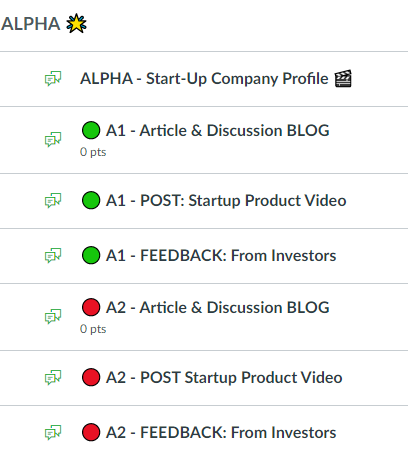 ALPHA 🌟
ALPHA - Start-Up Company Profile 🎬
🟢 A1 - Article & Discussion BLOG
0 pts
🟢 A1 - POST: Startup Product Video
🟢 A1 - FEEDBACK: From Investors
🔴 A2 - Article & Discussion BLOG
0 pts
🔴 A2 - POST Startup Product Video
🔴 A2 - FEEDBACK: From Investors